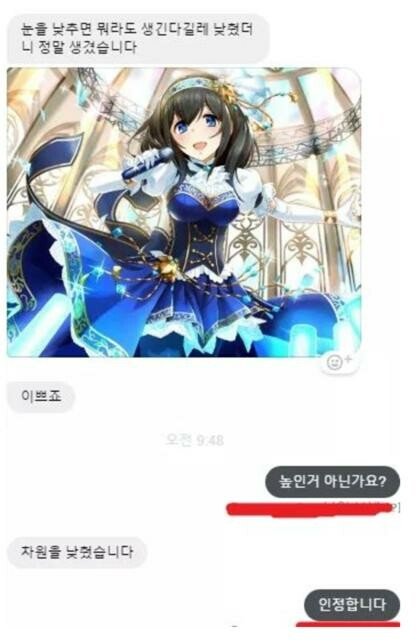 눈을 낮추면 뭐라도 생긴다길레 낮췄더
니 정말 생겼습니다
이쁘죠
오전 9:48
높인거 아닌가요?
차원을 낮췄습니다
인정합니다